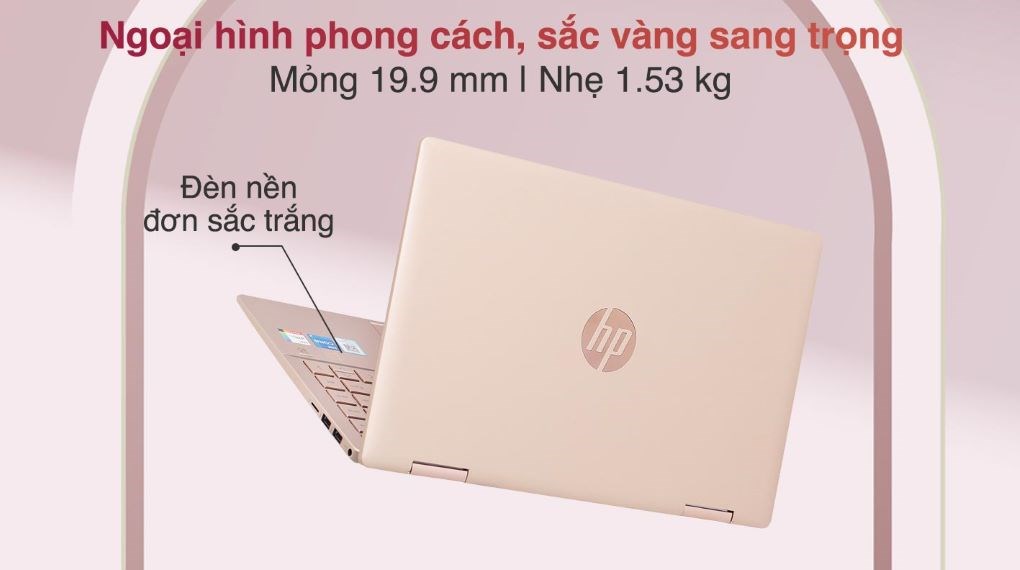 Ngoại hình phong cách, sắc vàng sang trọng
Mỏng 19.9 mm | Nhẹ 1.53 kg
Đèn nền
đơn sắc trắng
hp